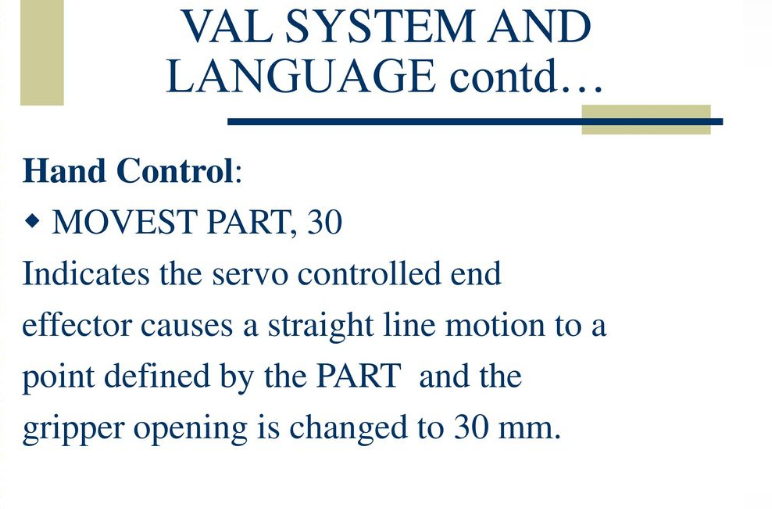 VAL SYSTEM AND
LANGUAGE contd…
Hand Control:
◆ MOVEST PART, 30
Indicates the servo controlled end
effector causes a straight line motion to a
point defined by the PART  and the
gripper opening is changed to 30 mm.